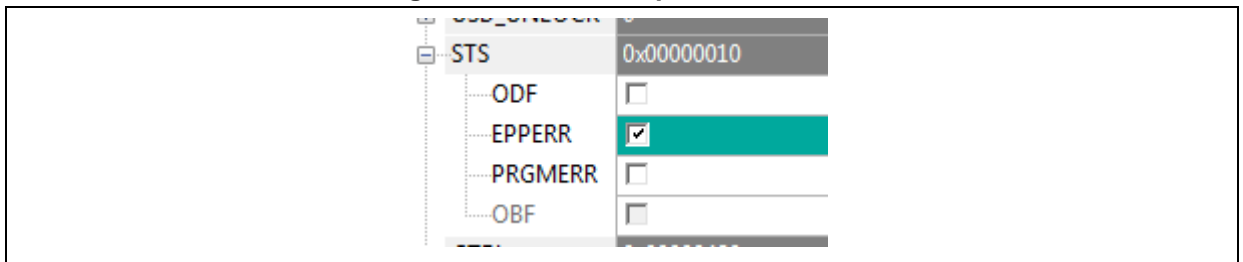 STS 0x00000010
ODF
EPPERR
PRGMERR
OBF